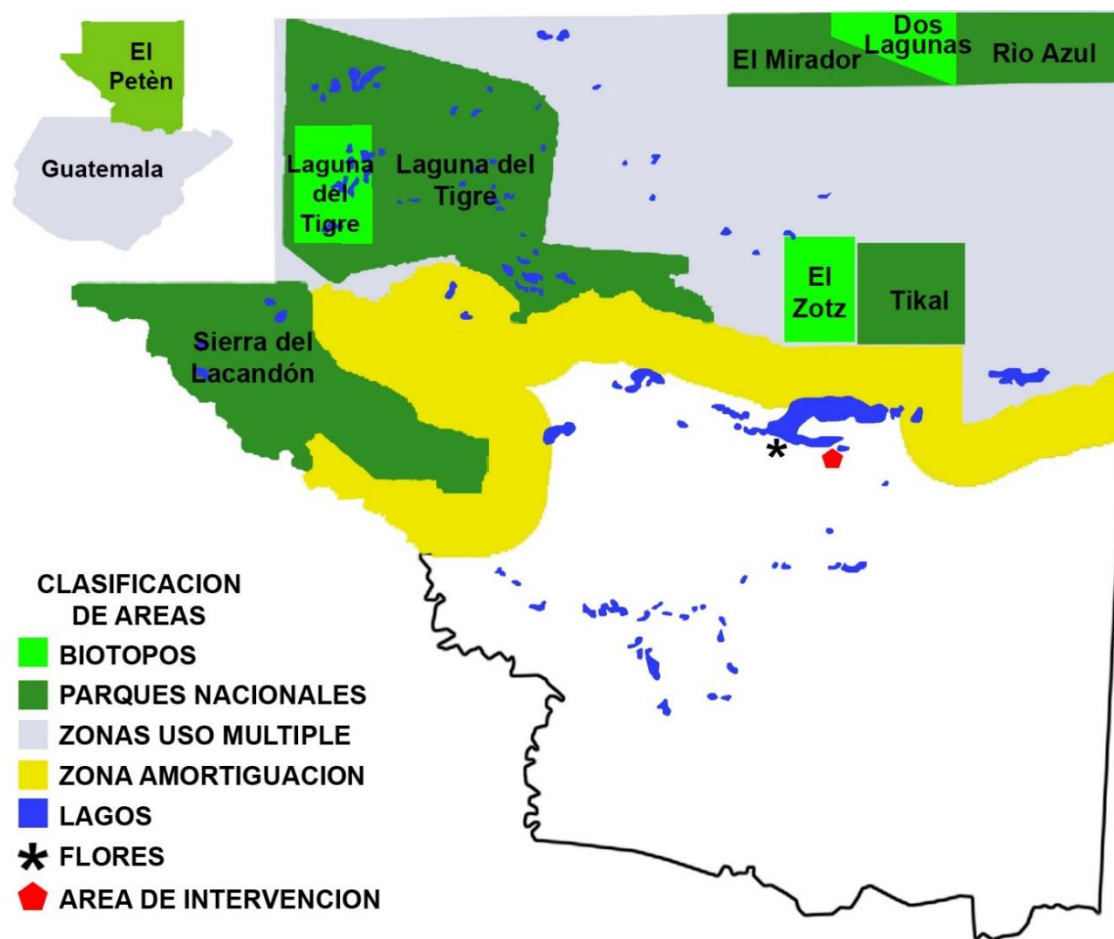 El
Petèn
Guatemala
Dos
Lagunas
El Mirador
Rìo Azul
Laguna
del
Tigre
Laguna del
Tigre
El
Zotz
Tikal
Sierra del
Lacandón
CLASIFICACION
DE AREAS
BIOTOPOS
PARQUES NACIONALES
ZONAS USO MULTIPLE
ZONA AMORTIGUACION
LAGOS
FLORES
AREA DE INTERVENCION